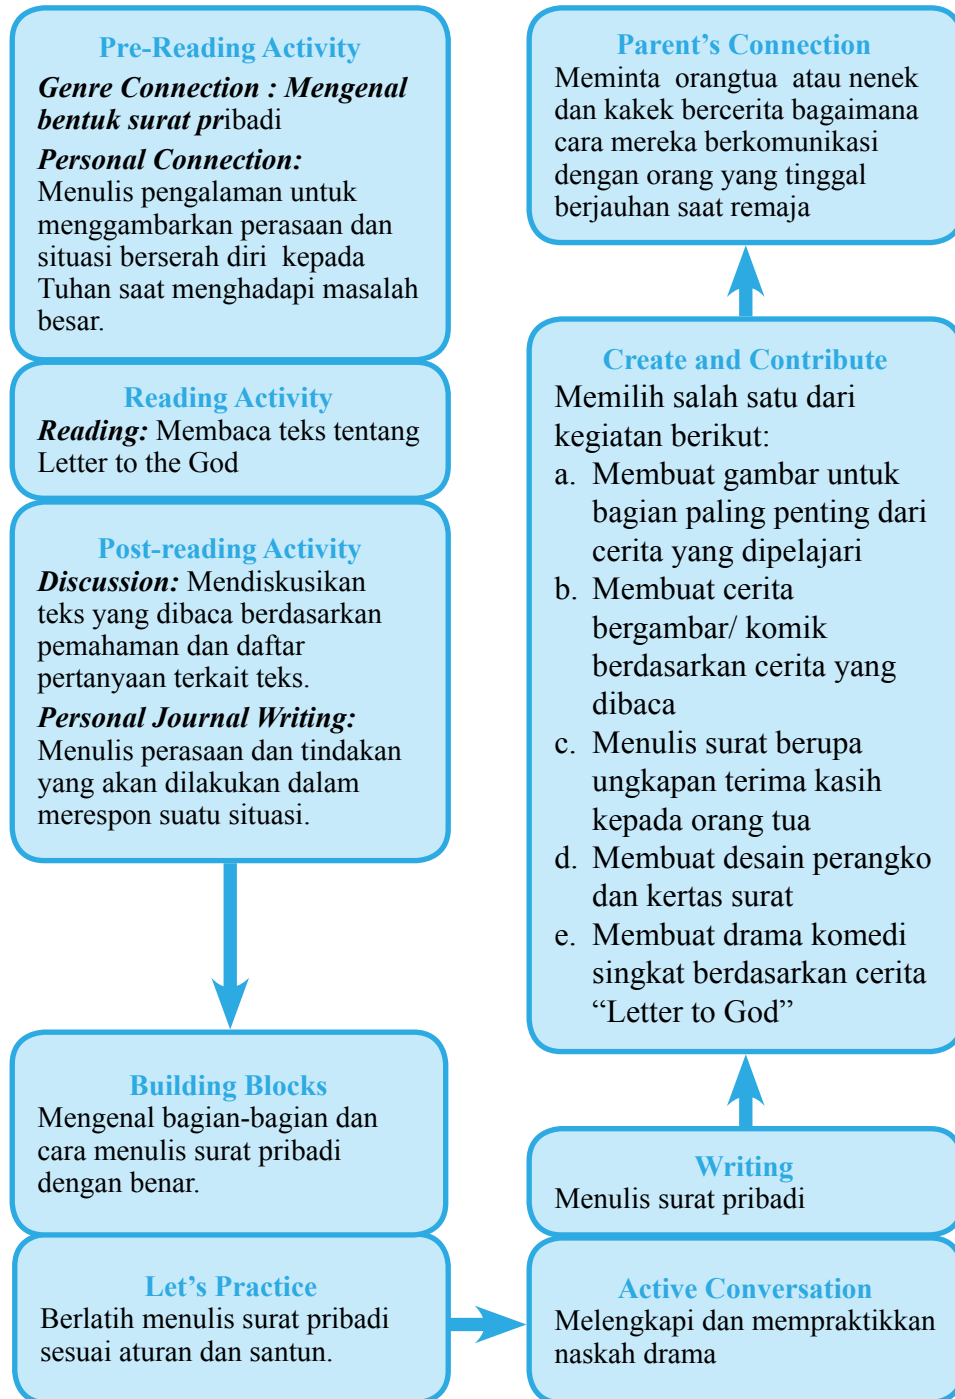 Pre-Reading Activity
Genre Connection : Mengenal
bentuk surat pribadi
Personal Connection:
Menulis pengalaman untuk
menggambarkan perasaan dan
situasi berserah diri kepada
Tuhan saat menghadapi masalah
besar.
Reading Activity
Reading: Membaca teks tentang
Letter to the God
Post-reading Activity
Discussion: Mendiskusikan
teks yang dibaca berdasarkan
pemahaman dan daftar
pertanyaan terkait teks.
Personal Journal Writing:
Menulis perasaan dan tindakan
yang akan dilakukan dalam
merespon suatu situasi.
Building Blocks
Mengenal bagian-bagian dan
cara menulis surat pribadi
dengan benar.
Let's Practice
Berlatih menulis surat pribadi
sesuai aturan dan santun.
Active Conversation
Melengkapi dan mempraktikkan
naskah drama
Writing
Menulis surat pribadi
Create and Contribute
Memilih salah satu dari
kegiatan berikut:
a. Membuat gambar untuk
bagian paling penting dari
cerita yang dipelajari
b. Membuat cerita
bergambar/ komik
berdasarkan cerita yang
dibaca
c. Menulis surat berupa
ungkapan terima kasih
kepada orang tua
d. Membuat desain perangko
dan kertas surat
e. Membuat drama komedi
singkat berdasarkan cerita
“Letter to God”
Parent’s Connection
Meminta orangtua atau nenek
dan kakek bercerita bagaimana
cara mereka berkomunikasi
dengan orang yang tinggal
berjauhan saat remaja